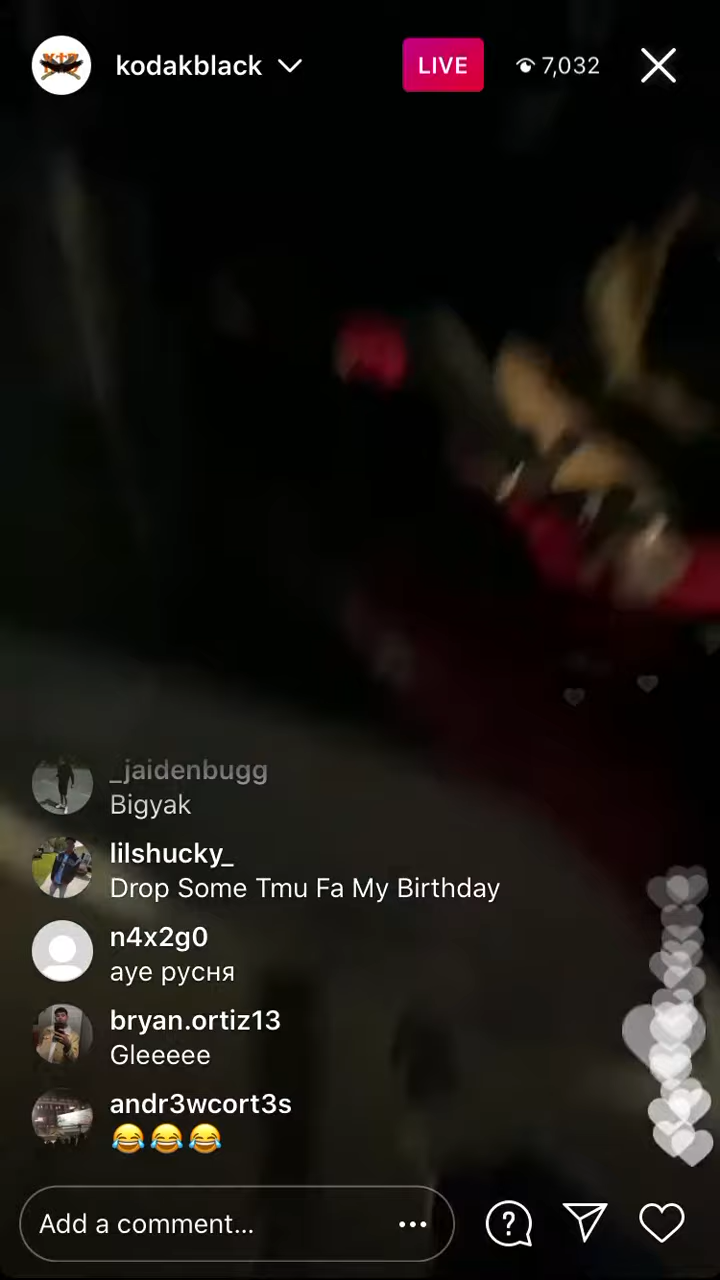 kodakblack
LIVE
7,032
_jaidenbugg
Bigyak
lilshucky_
Drop Some Tmu Fa My Birthday
n4x2g0
aye русня
bryan.ortiz13
Gleeeee
andr3wcort3s
😂😂😂
Add a comment...